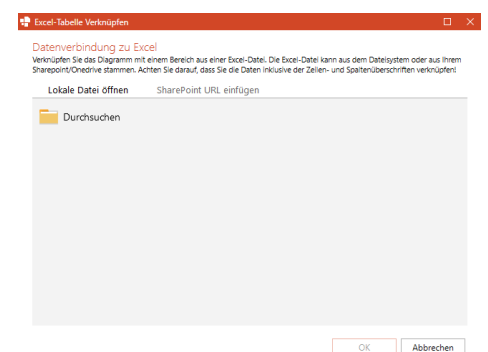 Excel-Tabelle Verknüpfen
Datenverbindung zu Excel
Verknüpfen Sie das Diagramm mit einem Bereich aus einer Excel-Datei. Die Excel-Datei kann aus dem Dateisystem oder aus Ihrem
Sharepoint/Onedrive stammen. Achten Sie darauf, dass Sie die Daten inklusive der Zeilen- und Spaltenüberschriften verknüpfen!
Lokale Datei öffnen SharePoint URL einfügen
Durchsuchen
OK Abbrechen